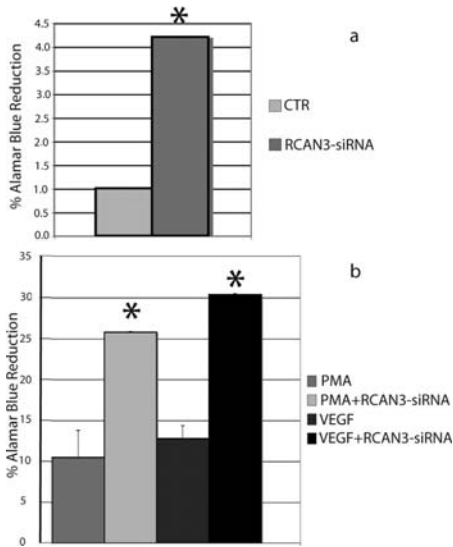 a
% Alamar Blue Reduction
4.5
4.0
3.5
3.0
2.5
2.0
1.5
1.0
0.5
0.0
*
CTR
RCAN3-siRNA
b
% Alamar Blue Reduction
35
30
25
20
15
10
5
0
*
*
PMA
PMA+RCAN3-siRNA
VEGF
VEGF+RCAN3-siRNA